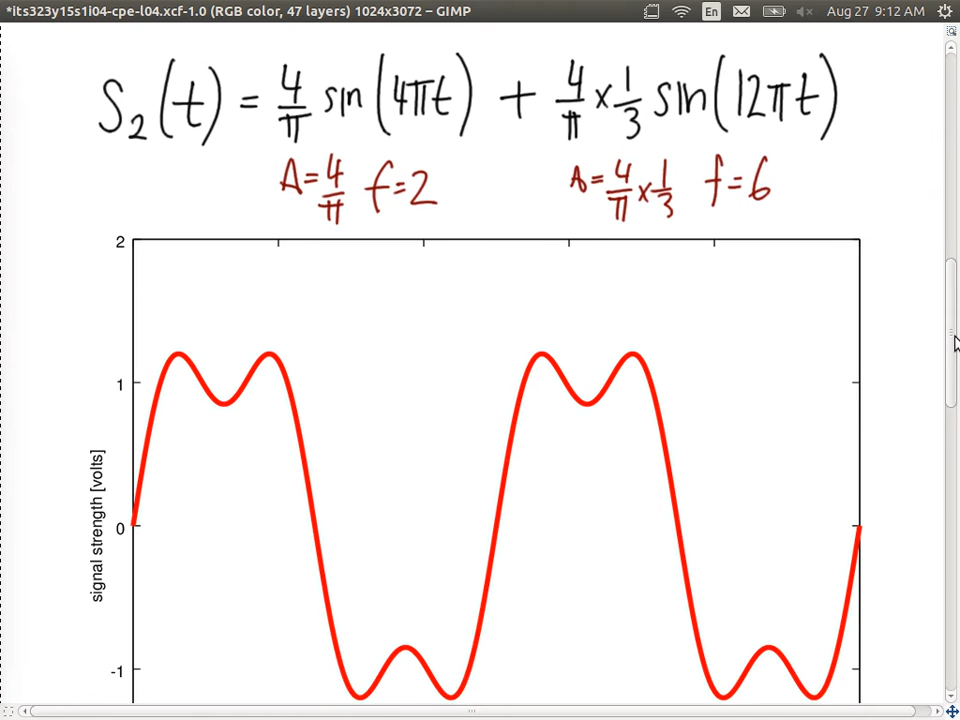 *its323y15s1i04-cpe-l04.xcf-1.0 (RGB color, 47 layers) 1024x3072 – GIMP En Aug 27 9:12 AM
S₂(t) = 4/π sin(4πt) + 4/π × 1/3 sin(12πt)
A = 4/π f = 2 A = 4/π × 1/3 f = 6
2
1
0
-1
signal strength [volts]